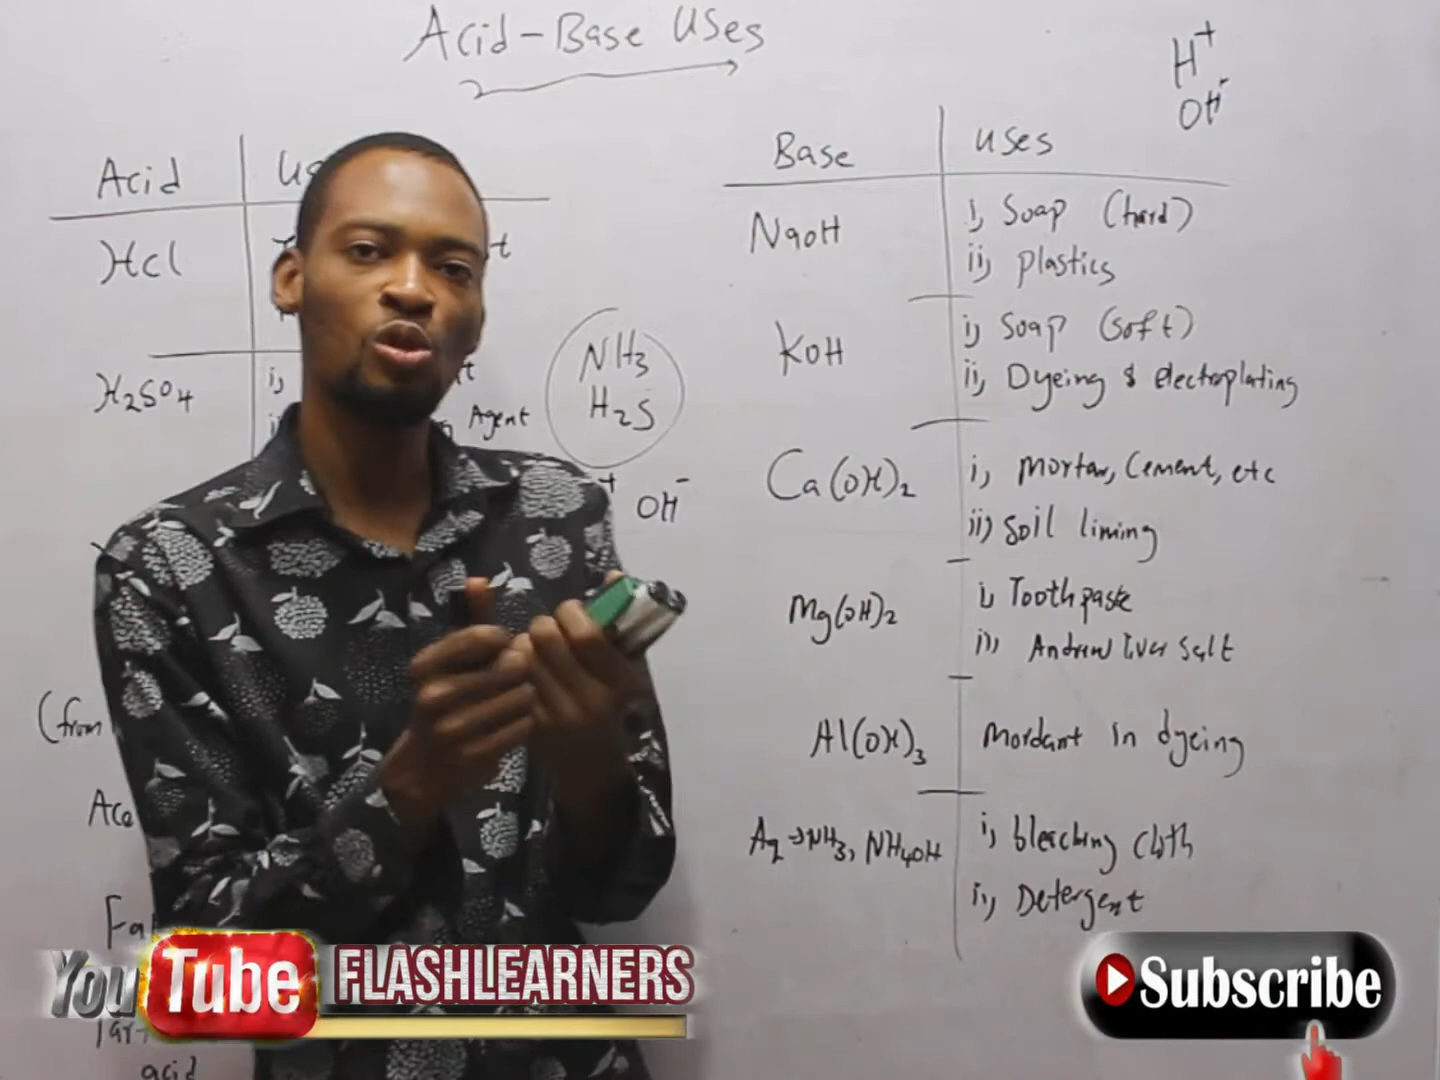 Acid-Base Uses
H+
OH-
Acid
Base
Uses
HCl
NaOH
i, Soap (hard)
ii, plastics
NH3
H2S
KOH
i, Soap (soft)
ii, Dyeing & electroplating
H2SO4
i,
Agent
OH-
Ca(OH)2
i, mortar, Cement, etc
ii) Soil liming
Mg(OH)2
i, Toothpaste
ii, Andrew liver salt
(from
Al(OH)3
Mordant in dyeing
Aq → NH3, NH4OH
i, bleaching cloth
ii, Detergent
YouTube FLASHLEARNERS
Subscribe
acid